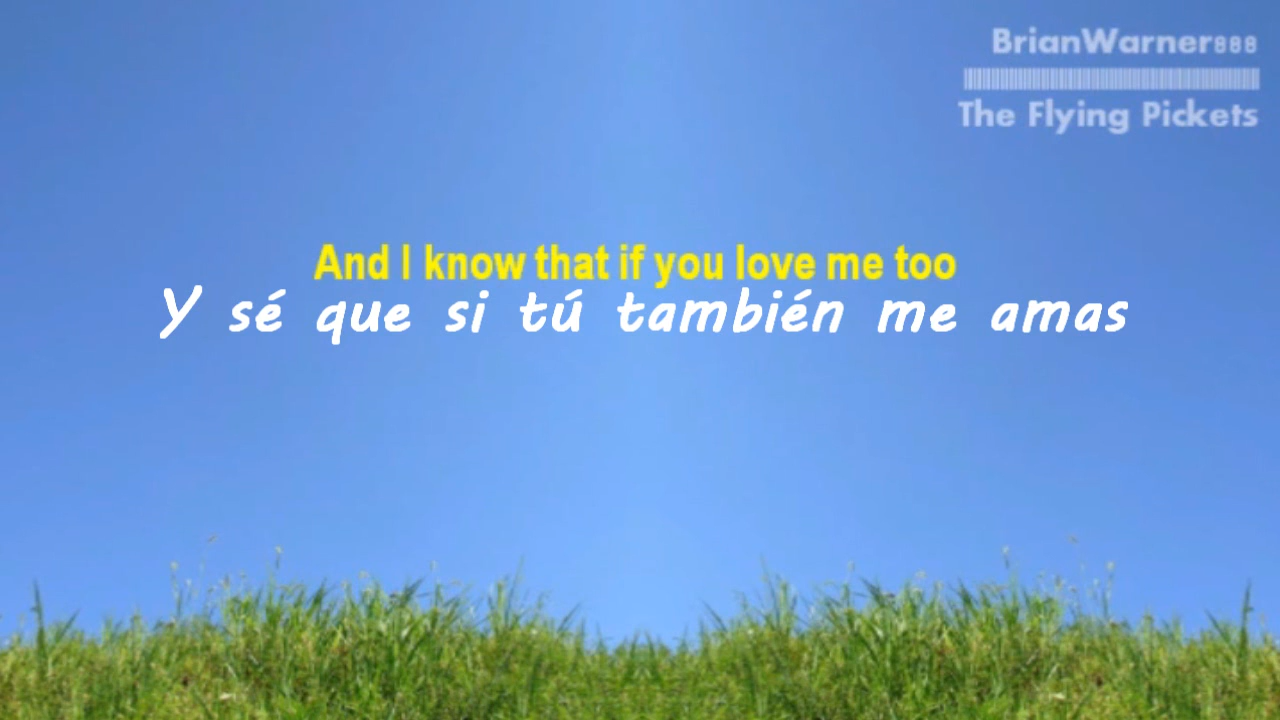 BrianWarner888
The Flying Pickets
And I know that if you love me too
Y sé que si tú también me amas